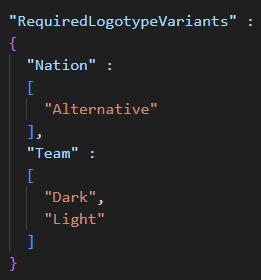 "RequiredLogotypeVariants" :
{
"Nation" :
[
"Alternative"
],
"Team" :
[
"Dark",
"Light"
]
}